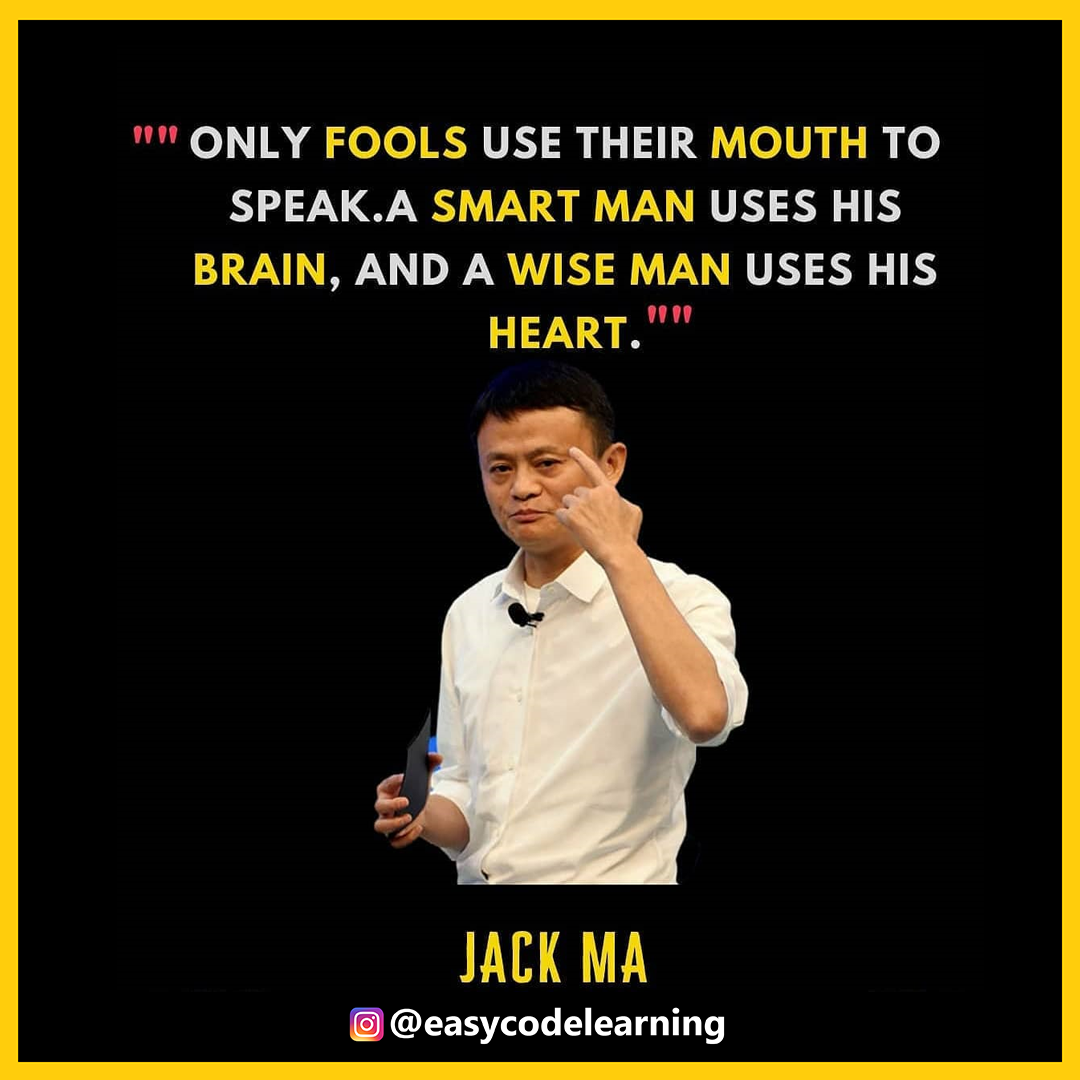 "" ONLY FOOLS USE THEIR MOUTH TO
SPEAK.A SMART MAN USES HIS
BRAIN, AND A WISE MAN USES HIS
HEART.""
JACK MA
@easycodelearning